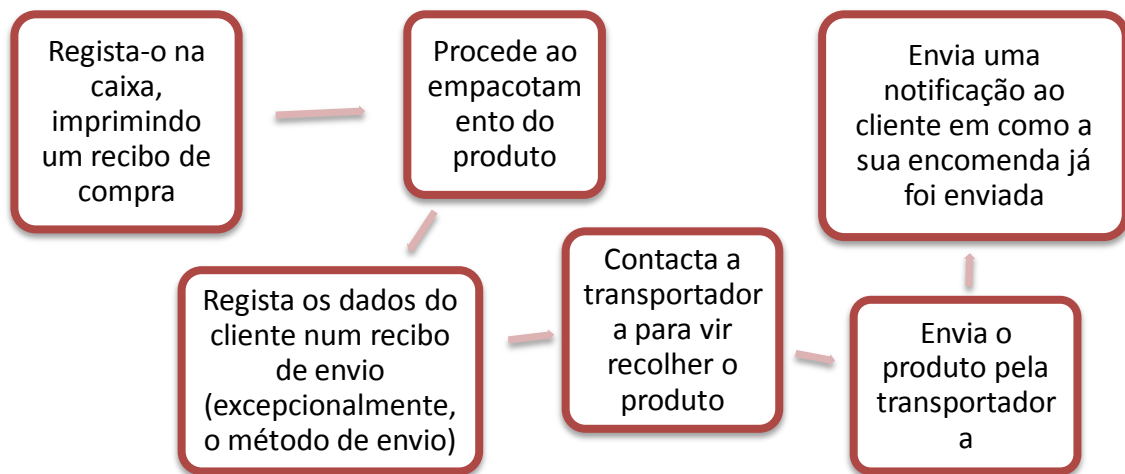 Regista-o na
caixa,
imprimindo
um recibo de
compra
Procede ao
empacotam
ento do
produto
Regista os dados do
cliente num recibo
de envio
(excepcionalmente,
o método de envio)
Contacta a
transportador
a para vir
recolher o
produto
Envia o
produto pela
transportador
a
Envia uma
notificação ao
cliente em como a
sua encomenda já
foi enviada